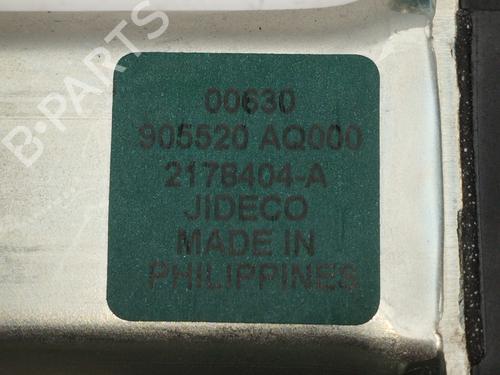 B-PARTS
00630
905520 AQ000
2178404-A
JIDECO
MADE IN
PHILIPPINES